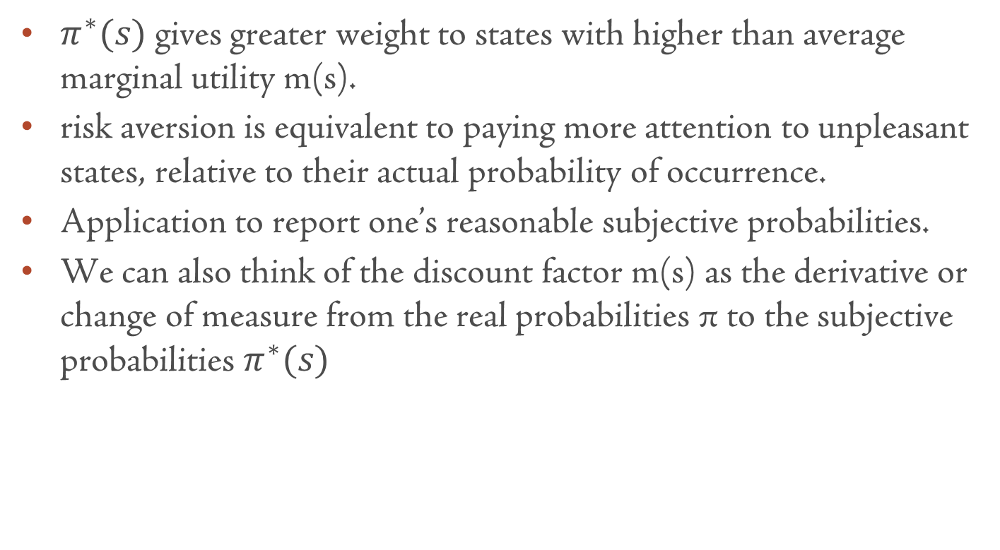 • π*(s) gives greater weight to states with higher than average
marginal utility m(s).
• risk aversion is equivalent to paying more attention to unpleasant
states, relative to their actual probability of occurrence.
• Application to report one’s reasonable subjective probabilities.
• We can also think of the discount factor m(s) as the derivative or
change of measure from the real probabilities π to the subjective
probabilities π*(s)